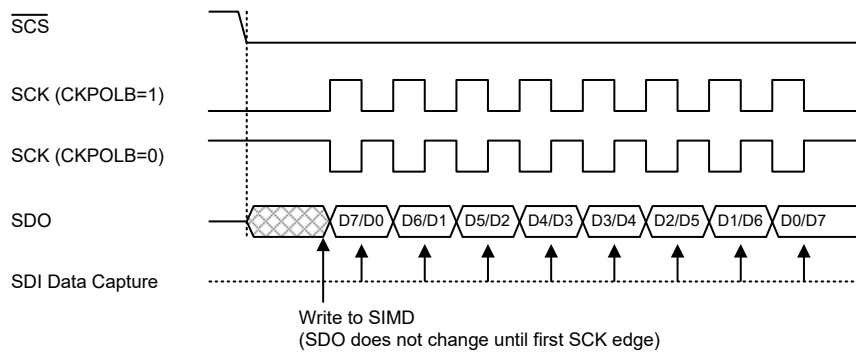 SCS
SCK (CKPOLB=1)
SCK (CKPOLB=0)
SDO
D7/D0 D6/D1 D5/D2 D4/D3 D3/D4 D2/D5 D1/D6 D0/D7
SDI Data Capture
Write to SIMD
(SDO does not change until first SCK edge)